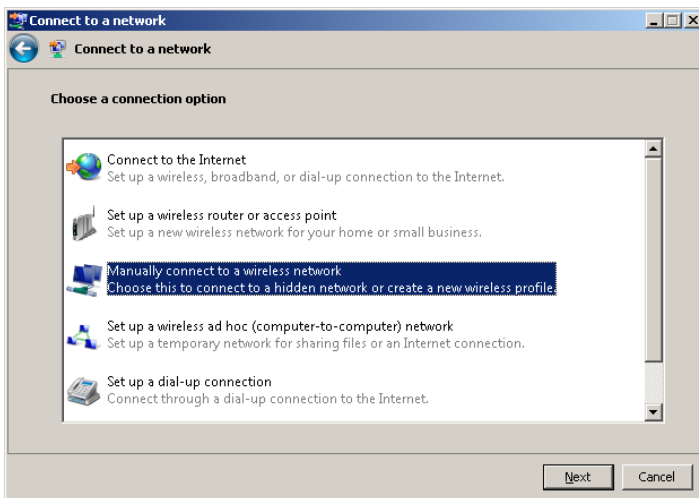 Connect to a network
Connect to a network
Choose a connection option
Connect to the Internet
Set up a wireless, broadband, or dial-up connection to the Internet.
Set up a wireless router or access point
Set up a new wireless network for your home or small business.
Manually connect to a wireless network
Choose this to connect to a hidden network or create a new wireless profile.
Set up a wireless ad hoc (computer-to-computer) network
Set up a temporary network for sharing files or an Internet connection.
Set up a dial-up connection
Connect through a dial-up connection to the Internet.
Next Cancel